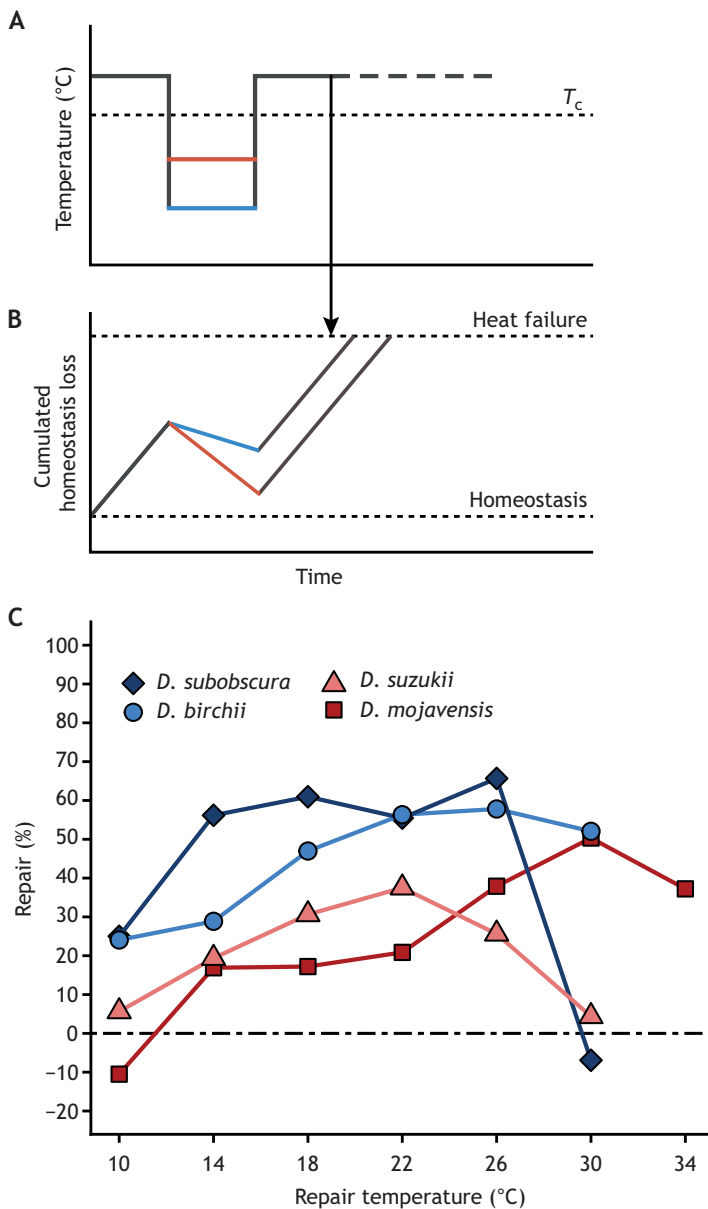 A
Temperature (°C)
Tc
B
Cumulated
homeostasis loss
Heat failure
Homeostasis
Time
C
Repair (%)
100
90
80
70
60
50
40
30
20
10
0
−10
−20
D. subobscura
D. suzukii
D. birchii
D. mojavensis
10 14 18 22 26 30 34
Repair temperature (°C)